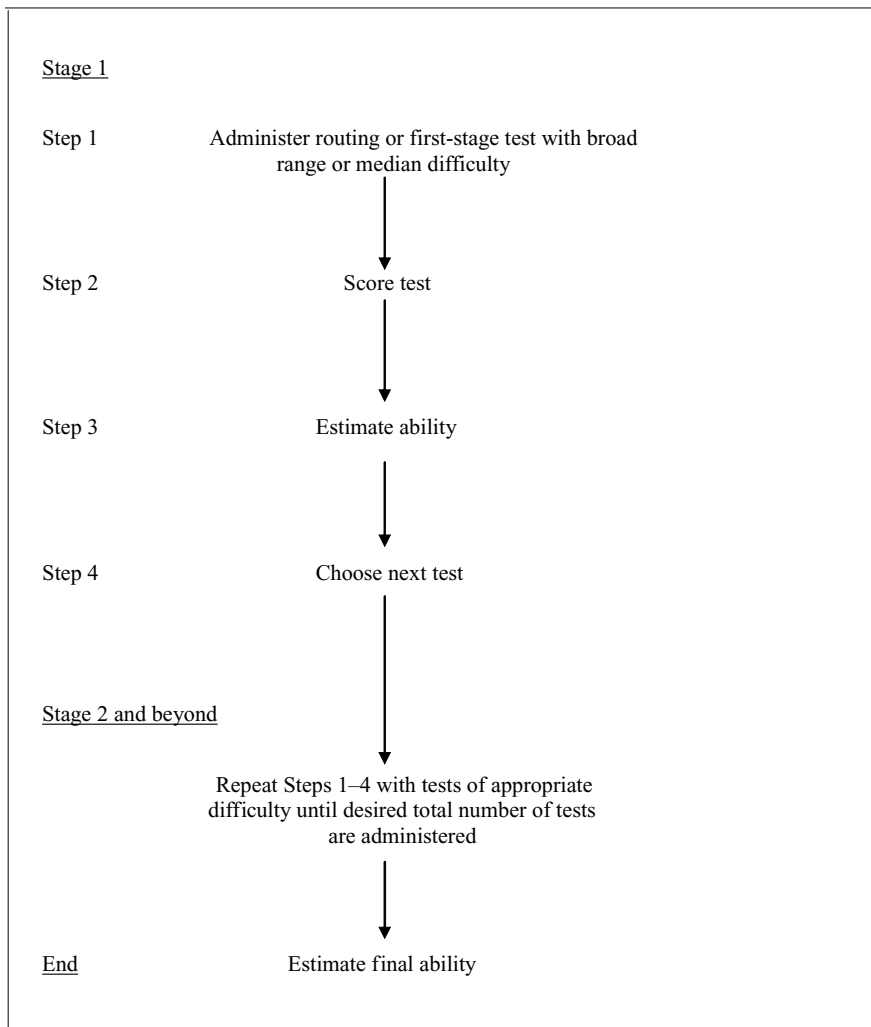 Stage 1
Step 1 Administer routing or first-stage test with broad
range or median difficulty
Step 2 Score test
Step 3 Estimate ability
Step 4 Choose next test
Stage 2 and beyond
Repeat Steps 1–4 with tests of appropriate
difficulty until desired total number of tests
are administered
End Estimate final ability